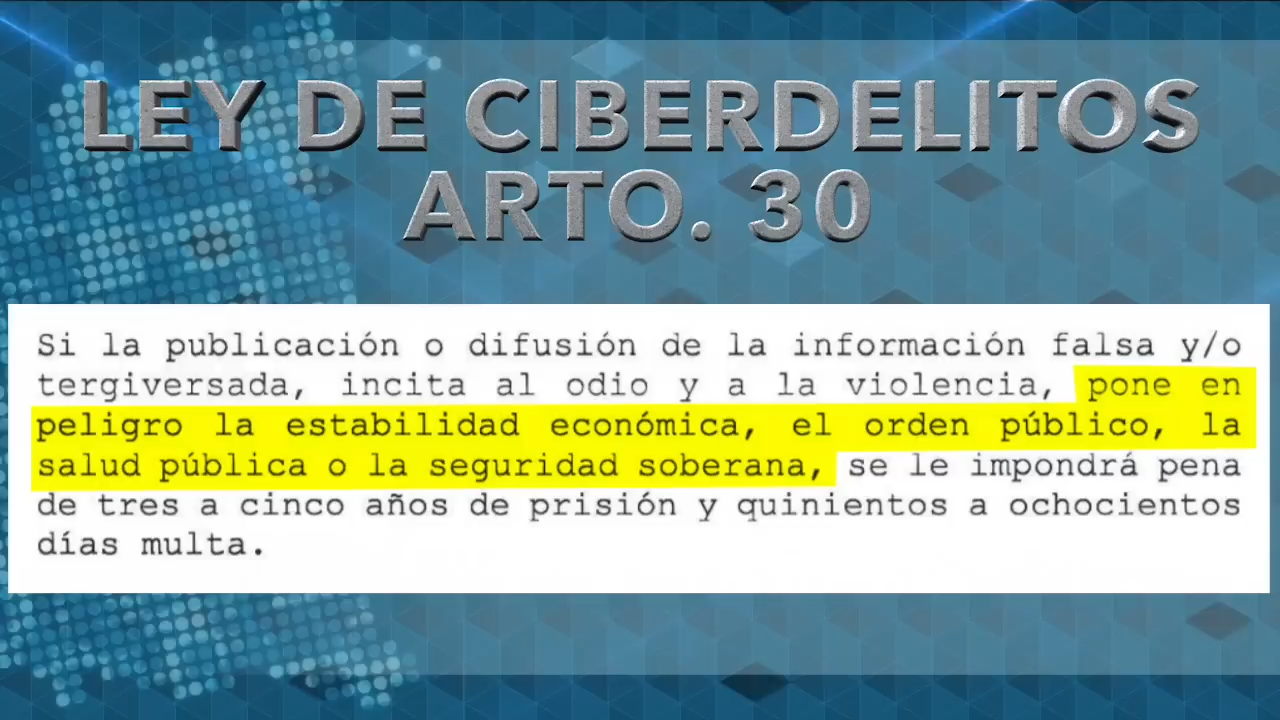 LEY DE CIBERDELITOS
ARTO. 30
Si la publicación o difusión de la información falsa y/o
tergiversada, incita al odio y a la violencia, pone en
peligro la estabilidad económica, el orden público, la
salud pública o la seguridad soberana, se le impondrá pena
de tres a cinco años de prisión y quinientos a ochocientos
días multa.